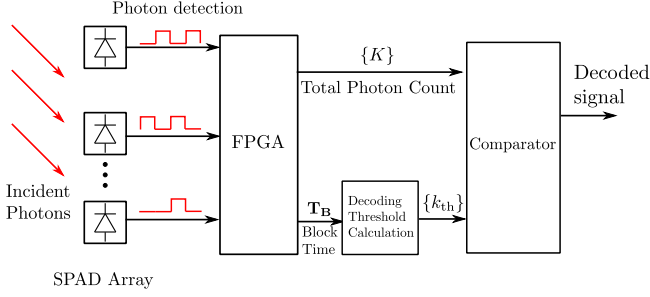 Photon detection
{K}
Total Photon Count
Decoded
signal
FPGA
Comparator
Incident
Photons
T_B
Block
Time
Decoding
Threshold
Calculation
{k_th}
SPAD Array